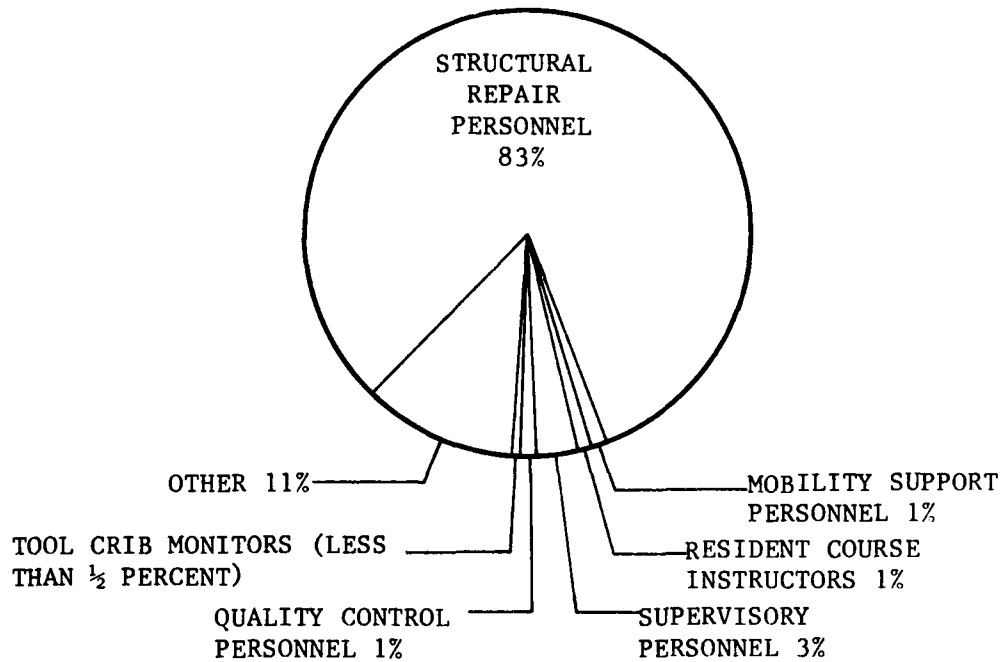 STRUCTURAL
REPAIR
PERSONNEL
83%
OTHER 11%
MOBILITY SUPPORT
PERSONNEL 1%
TOOL CRIB MONITORS (LESS
THAN ½ PERCENT)
RESIDENT COURSE
INSTRUCTORS 1%
QUALITY CONTROL
PERSONNEL 1%
SUPERVISORY
PERSONNEL 3%